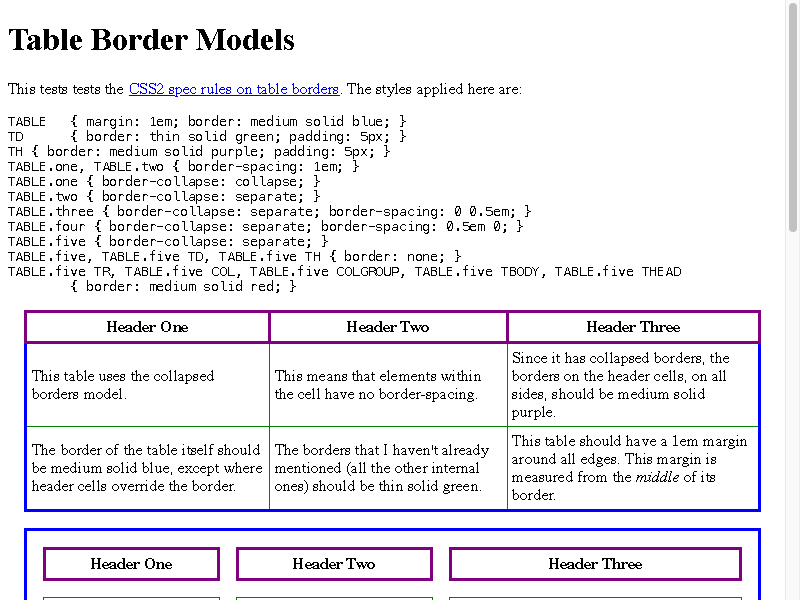 Table Border Models
This tests tests the CSS2 spec rules on table borders. The styles applied here are:
TABLE   { margin: 1em; border: medium solid blue; }
TD      { border: thin solid green; padding: 5px; }
TH { border: medium solid purple; padding: 5px; }
TABLE.one, TABLE.two { border-spacing: 1em; }
TABLE.one { border-collapse: collapse; }
TABLE.two { border-collapse: separate; }
TABLE.three { border-collapse: separate; border-spacing: 0 0.5em; }
TABLE.four { border-collapse: separate; border-spacing: 0.5em 0; }
TABLE.five { border-collapse: separate; }
TABLE.five, TABLE.five TD, TABLE.five TH { border: none; }
TABLE.five TR, TABLE.five COL, TABLE.five COLGROUP, TABLE.five TBODY, TABLE.five THEAD
        { border: medium solid red; }
Header One
Header Two
Header Three
This table uses the collapsed
borders model.
This means that elements within
the cell have no border-spacing.
Since it has collapsed borders, the
borders on the header cells, on all
sides, should be medium solid
purple.
The border of the table itself should
be medium solid blue, except where
header cells override the border.
The borders that I haven't already
mentioned (all the other internal
ones) should be thin solid green.
This table should have a 1em margin
around all edges. This margin is
measured from the middle of its
border.
Header One
Header Two
Header Three